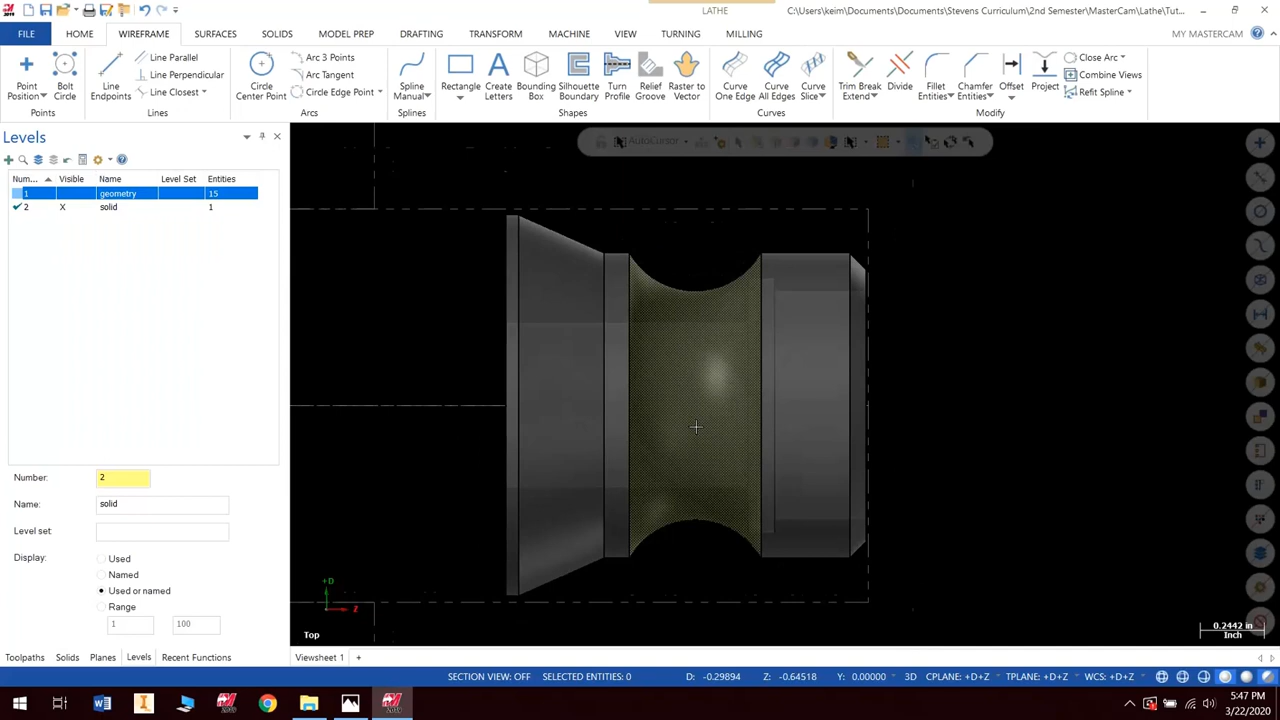 LATHE
C:\Users\keim\Documents\Documents\Stevens Curriculum\2nd Semester\MasterCam\Lathe\Tut...
FILE HOME WIREFRAME SURFACES SOLIDS MODEL PREP DRAFTING TRANSFORM MACHINE VIEW TURNING MILLING MY MASTERCAM
Point Position
Bolt Circle
Points
Line Endpoints
Line Parallel
Line Perpendicular
Line Closest
Lines
Circle Center Point
Arc 3 Points
Arc Tangent
Circle Edge Point
Arcs
Spline Manual
Splines
Rectangle
Create Letters
Bounding Box
Silhouette Boundary
Turn Profile
Relief Groove
Raster to Vector
Shapes
Curve One Edge
Curve All Edges
Curve Slice
Curves
Trim Break Extend
Divide
Fillet Entities
Chamfer Entities
Offset
Project
Close Arc
Combine Views
Refit Spline
Modify
AutoCursor
Levels
Num... Visible Name Level Set Entities
1 geometry 15
2 X solid 1
Number: 2
Name: solid
Level set:
Display: Used
Named
Used or named
Range
1 100
+D
Z
Top
0.2442 in
Inch
Toolpaths Solids Planes Levels Recent Functions
Viewsheet 1 +
SECTION VIEW: OFF SELECTED ENTITIES: 0 D: -0.29894 Z: -0.64518 Y: 0.00000 3D CPLANE: +D+Z TPLANE: +D+Z WCS: +D+Z
5:47 PM
3/22/2020